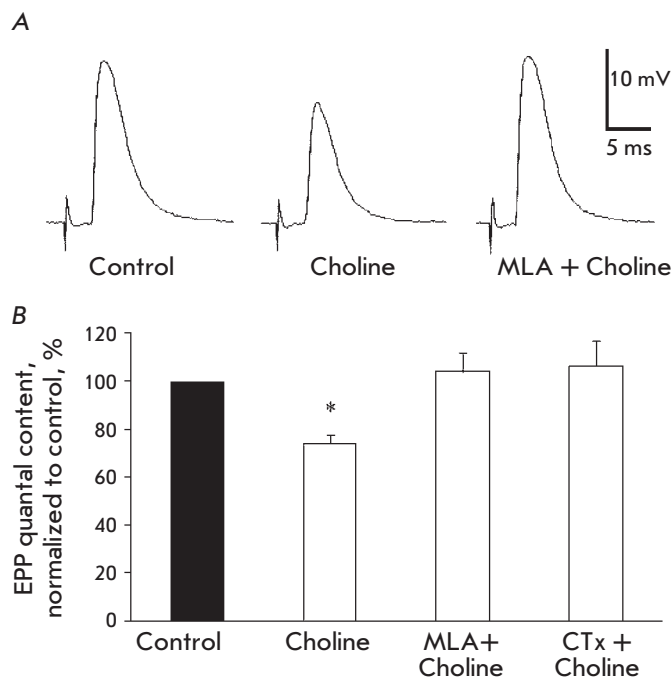 A
10 mV
5 ms
Control
Choline
MLA + Choline
B
EPP quantal content,
normalized to control, %
120
100
80
60
40
20
0
*
Control
Choline
MLA+
Choline
CTx +
Choline